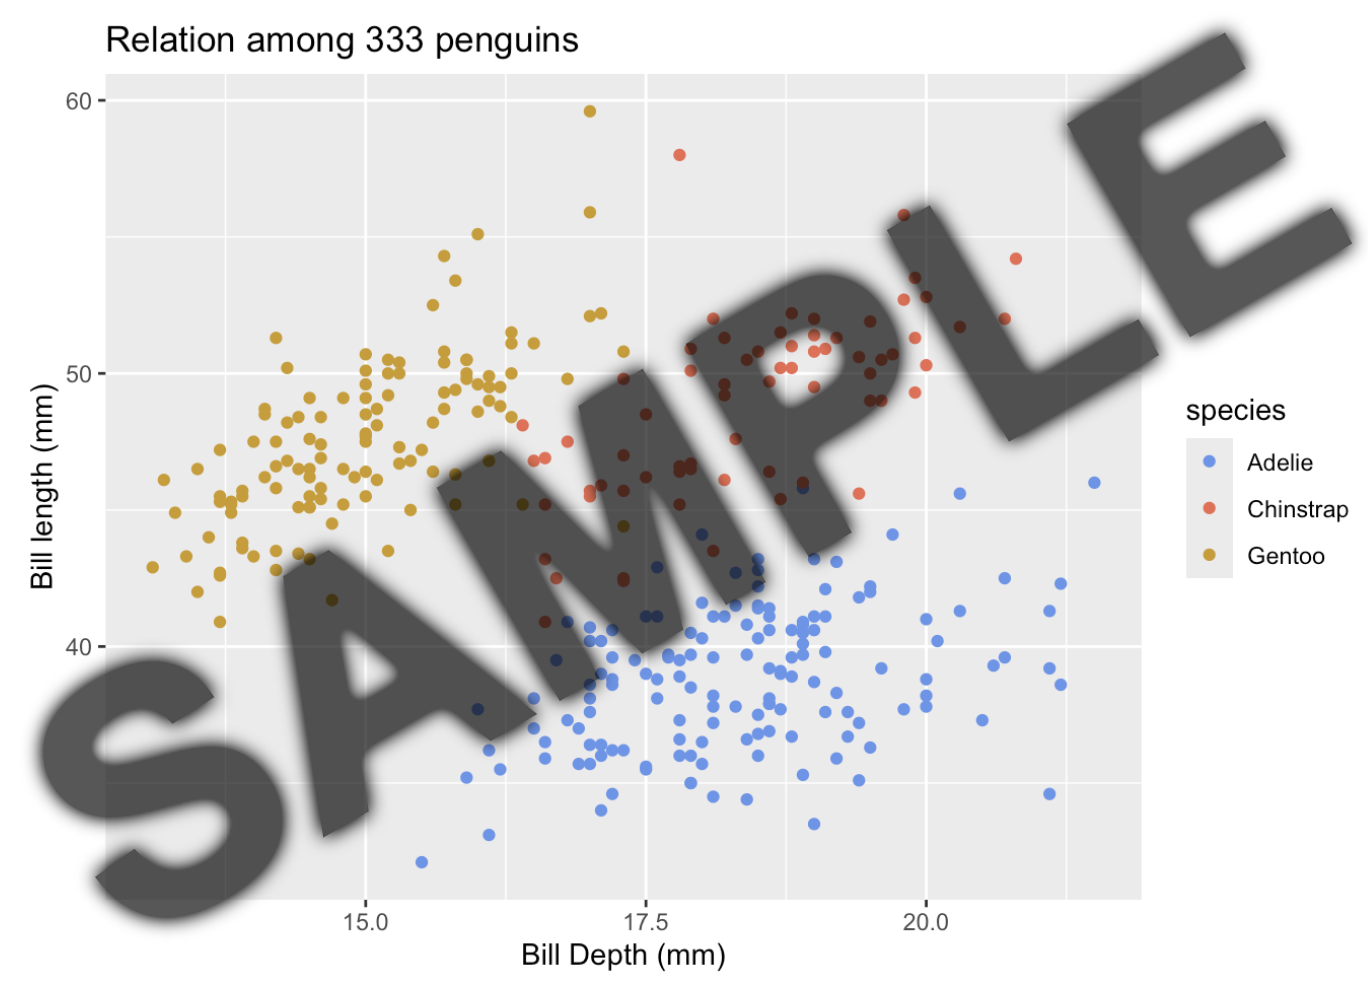 Relation among 333 penguins
60
50
40
Bill length (mm)
15.0 17.5 20.0
Bill Depth (mm)
species
Adelie
Chinstrap
Gentoo
SAMPLE